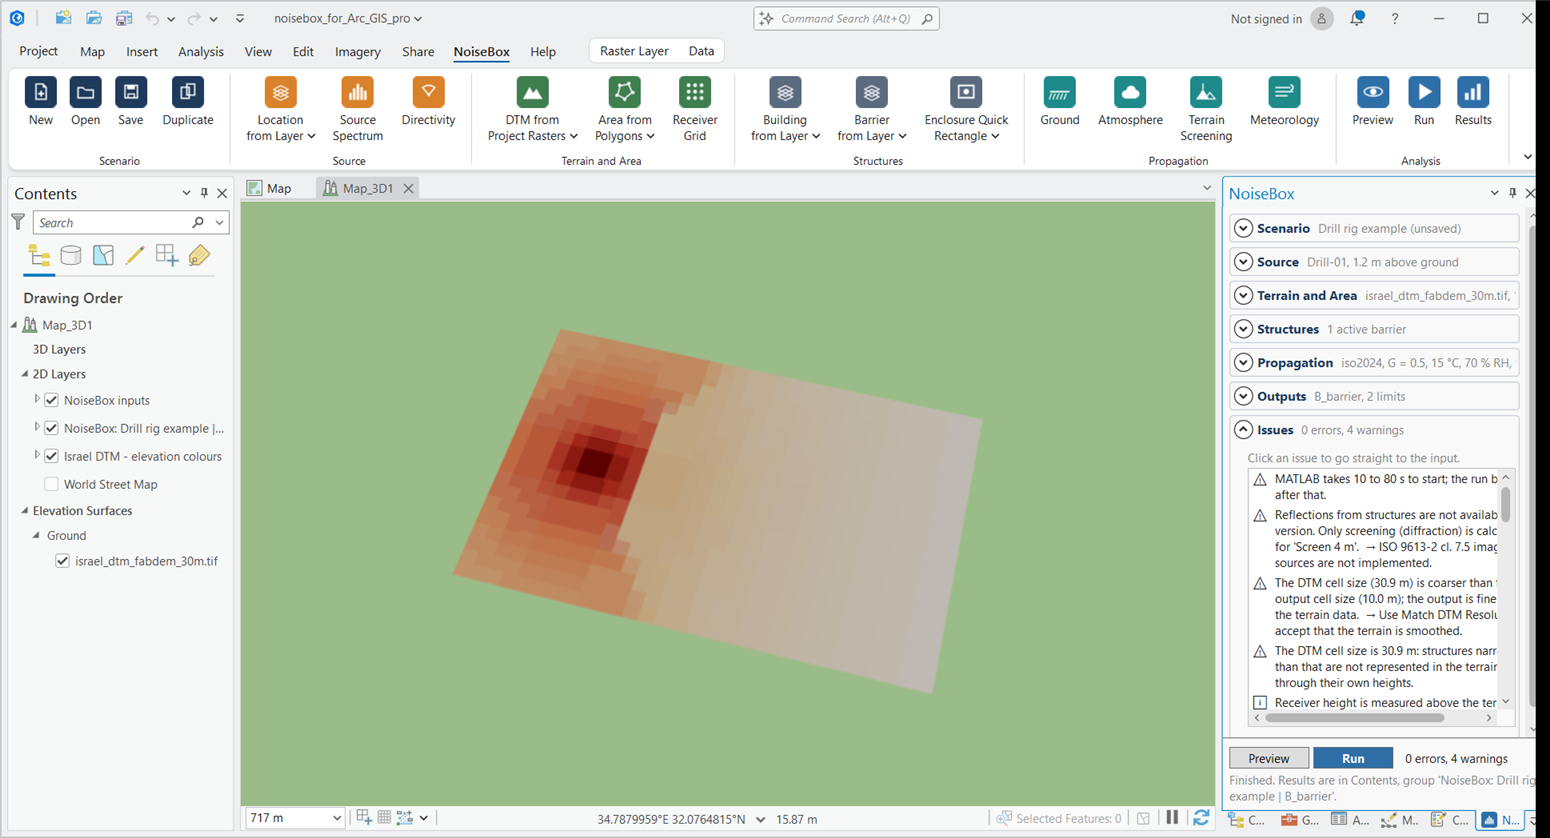 noisebox_for_Arc_GIS_pro
Command Search (Alt+Q)
Not signed in
?
Project Map Insert Analysis View Edit Imagery Share NoiseBox Help Raster Layer Data
New
Open
Save
Duplicate
Scenario
Location
from Layer
Source
Spectrum
Directivity
Source
DTM from
Project Rasters
Area from
Polygons
Receiver
Grid
Terrain and Area
Building
from Layer
Barrier
from Layer
Enclosure Quick
Rectangle
Structures
Ground
Atmosphere
Terrain
Screening
Meteorology
Propagation
Preview
Run
Results
Analysis
Contents
Search
Drawing Order
Map_3D1
3D Layers
2D Layers
NoiseBox inputs
NoiseBox: Drill rig example |...
Israel DTM - elevation colours
World Street Map
Elevation Surfaces
Ground
israel_dtm_fabdem_30m.tif
Map
Map_3D1
717 m
34.7879959°E 32.0764815°N
15.87 m
Selected Features: 0
NoiseBox
Scenario Drill rig example (unsaved)
Source Drill-01, 1.2 m above ground
Terrain and Area israel_dtm_fabdem_30m.tif,
Structures 1 active barrier
Propagation iso2024, G = 0.5, 15 °C, 70 % RH,
Outputs B_barrier, 2 limits
Issues 0 errors, 4 warnings
Click an issue to go straight to the input.
MATLAB takes 10 to 80 s to start; the run b
after that.
Reflections from structures are not availab
version. Only screening (diffraction) is calc
for 'Screen 4 m'. → ISO 9613-2 cl. 7.5 imag
sources are not implemented.
The DTM cell size (30.9 m) is coarser than
output cell size (10.0 m); the output is fine
the terrain data. → Use Match DTM Resolu
accept that the terrain is smoothed.
The DTM cell size is 30.9 m: structures narr
than that are not represented in the terrain
through their own heights.
Receiver height is measured above the ter
Preview
Run
0 errors, 4 warnings
Finished. Results are in Contents, group 'NoiseBox: Drill rig
example | B_barrier'.
C... G... A... M... C... N...